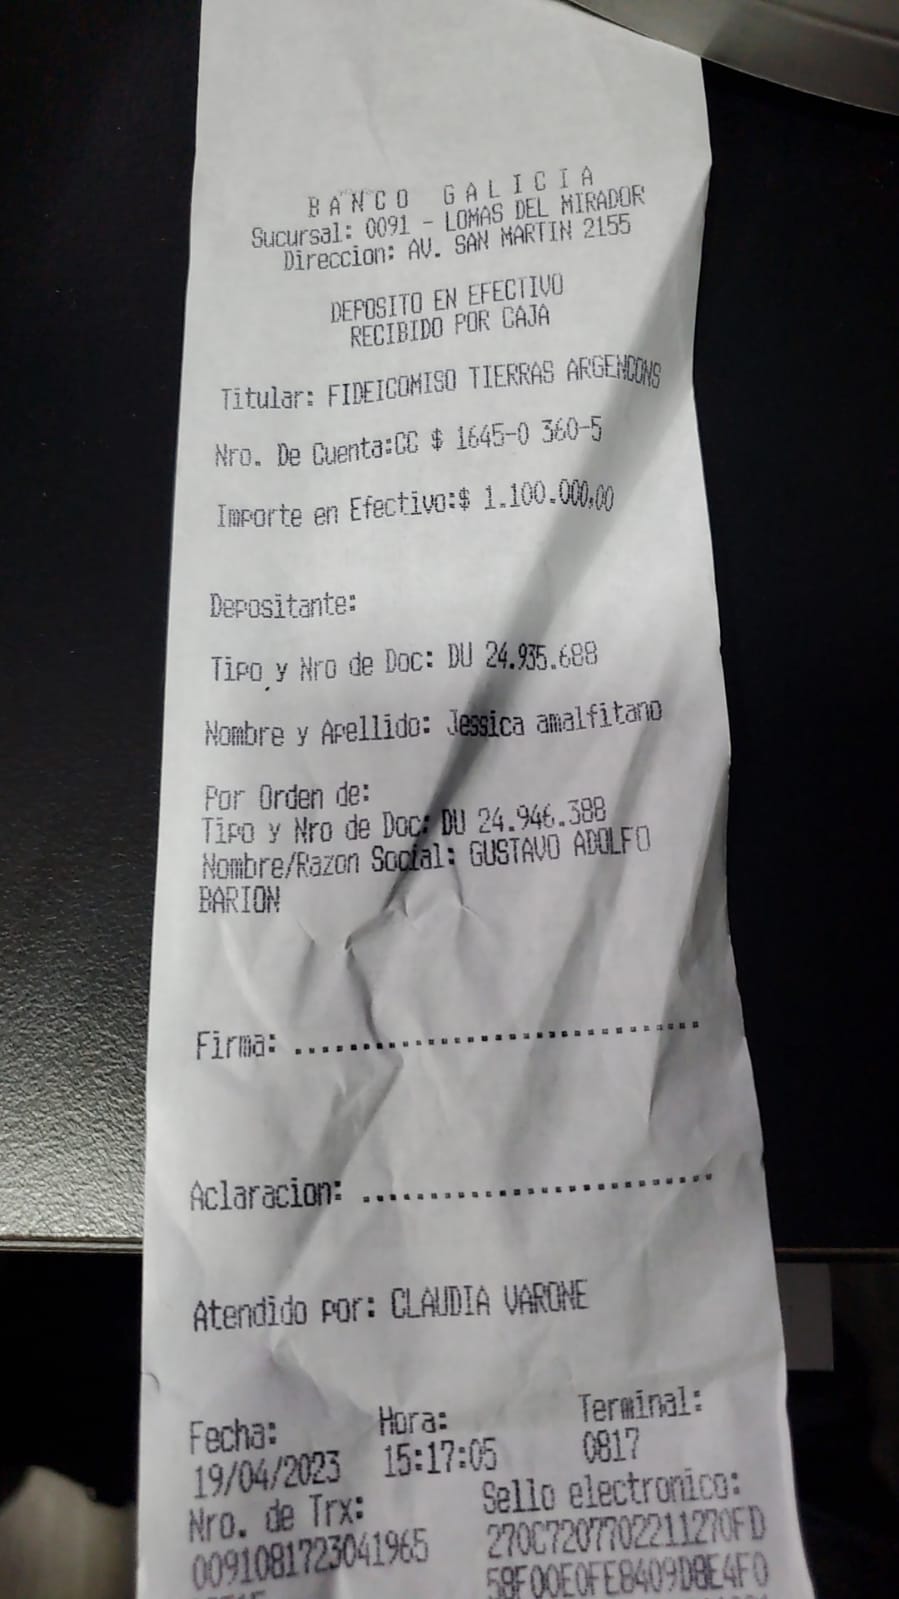 BANCO GALICIA
Sucursal: 0091 - LOMAS DEL MIRADOR
Direccion: AV. SAN MARTIN 2155
DEPOSITO EN EFECTIVO
RECIBIDO POR CAJA
Titular: FIDEICOMISO TIERRAS ARGENCONS
Nro. De Cuenta:CC $ 1645-0 360-5
Importe en Efectivo:$ 1.100.000,00
Depositante:
Tipo y Nro de Doc: DU 24.935.688
Nombre y Apellido: Jessica amalfitano
Por Orden de:
Tipo y Nro de Doc: DU 24.946.388
Nombre/Razon Social: GUSTAVO ADOLFO
BARION
Firma: ................................
Aclaracion: ............................
Atendido por: CLAUDIA VARONE
Fecha: Hora: Terminal:
19/04/2023 15:17:05 0817
Nro. de Trx: Sello electronico:
0091081723041965 270C7207702211270FD
58F00E0FE8409D8E4F0